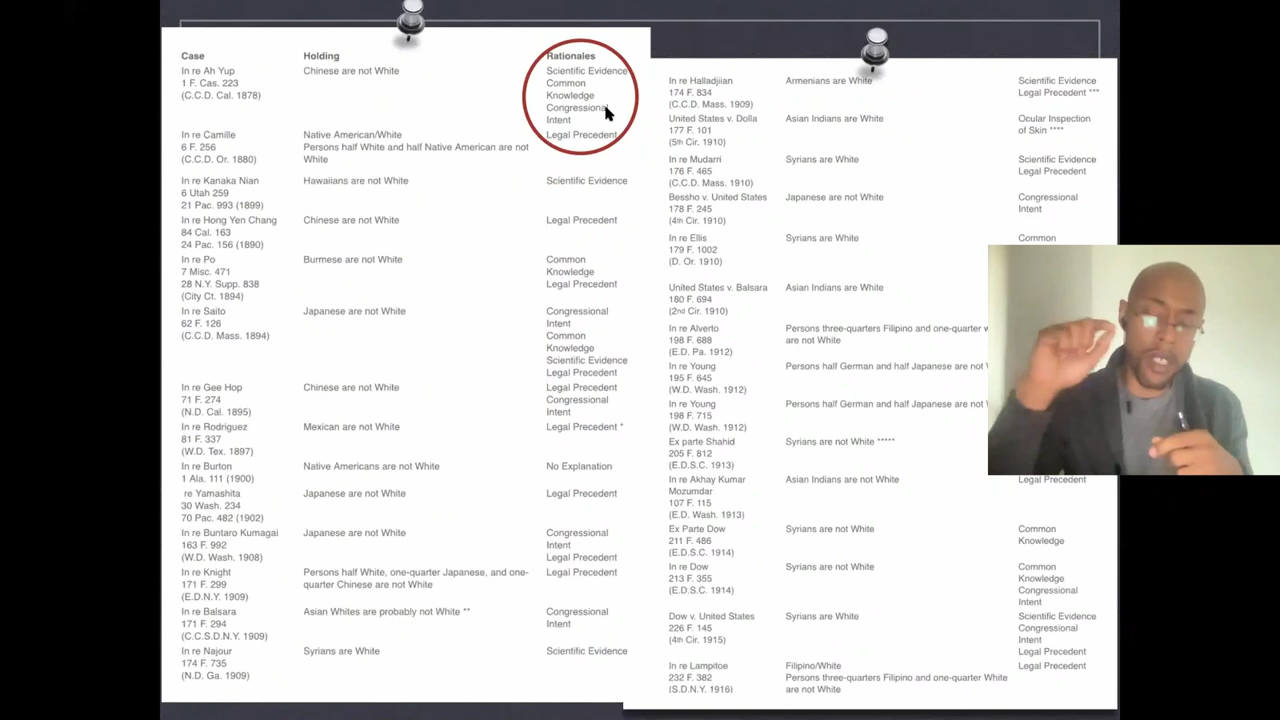 Case Holding Rationales
In re Ah Yup Chinese are not White Scientific Evidence
1 F. Cas. 223 Common
(C.C.D. Cal. 1878) Knowledge
Congressional
Intent
In re Camille Native American/White Legal Precedent
6 F. 256 Persons half White and half Native American are not
(C.C.D. Or. 1880) White
In re Kanaka Nian Hawaiians are not White Scientific Evidence
6 Utah 259
21 Pac. 993 (1899)
In re Hong Yen Chang Chinese are not White Legal Precedent
84 Cal. 163
24 Pac. 156 (1890)
In re Po Burmese are not White Common
7 Misc. 471 Knowledge
28 N.Y. Supp. 838 Legal Precedent
(City Ct. 1894)
In re Saito Japanese are not White Congressional
62 F. 126 Intent
(C.C.D. Mass. 1894) Common
Knowledge
Scientific Evidence
Legal Precedent
In re Gee Hop Chinese are not White Legal Precedent
71 F. 274 Congressional
(N.D. Cal. 1895) Intent
In re Rodriguez Mexican are not White Legal Precedent *
81 F. 337
(W.D. Tex. 1897)
In re Burton Native Americans are not White No Explanation
1 Ala. 111 (1900)
re Yamashita Japanese are not White Legal Precedent
30 Wash. 234
70 Pac. 482 (1902)
In re Buntaro Kumagai Japanese are not White Congressional
163 F. 992 Intent
(W.D. Wash. 1908) Legal Precedent
In re Knight Persons half White, one-quarter Japanese, and one- Legal Precedent
171 F. 299 quarter Chinese are not White
(E.D.N.Y. 1909)
In re Balsara Asian Whites are probably not White ** Congressional
171 F. 294 Intent
(C.C.S.D.N.Y. 1909)
In re Najour Syrians are White Scientific Evidence
174 F. 735
(N.D. Ga. 1909)
In re Halladjiian Armenians are White Scientific Evidence
174 F. 834 Legal Precedent ***
(C.C.D. Mass. 1909)
United States v. Dolla Asian Indians are White Ocular Inspection
177 F. 101 of Skin ****
(5th Cir. 1910)
In re Mudarri Syrians are White Scientific Evidence
176 F. 465 Legal Precedent
(C.C.D. Mass. 1910)
Bessho v. United States Japanese are not White Congressional
178 F. 245 Intent
(4th Cir. 1910)
In re Ellis Syrians are White Common
179 F. 1002
(D. Or. 1910)
United States v. Balsara Asian Indians are White
180 F. 694
(2nd Cir. 1910)
In re Alverto Persons three-quarters Filipino and one-quarter w
198 F. 688 are not White
(E.D. Pa. 1912)
In re Young Persons half German and half Japanese are not
195 F. 645
(W.D. Wash. 1912)
In re Young Persons half German and half Japanese are not
198 F. 715
(W.D. Wash. 1912)
Ex parte Shahid Syrians are not White *****
205 F. 812
(E.D.S.C. 1913)
In re Akhay Kumar Asian Indians are not White Legal Precedent
Mozumdar
107 F. 115
(E.D. Wash. 1913)
Ex Parte Dow Syrians are not White Common
211 F. 486 Knowledge
(E.D.S.C. 1914)
In re Dow Syrians are not White Common
213 F. 355 Knowledge
(E.D.S.C. 1914) Congressional
Intent
Dow v. United States Syrians are White Scientific Evidence
226 F. 145 Congressional
(4th Cir. 1915) Intent
Legal Precedent
In re Lampitoe Filipino/White Legal Precedent
232 F. 382 Persons three-quarters Filipino and one-quarter White
(S.D.N.Y. 1916) are not White